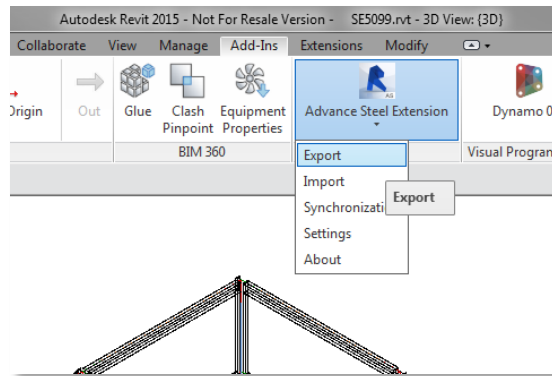 Autodesk Revit 2015 - Not For Resale Version - SE5099.rvt - 3D View: {3D}
Collaborate View Manage Add-Ins Extensions Modify
Origin Out Glue Clash Pinpoint Equipment Properties Advance Steel Extension Dynamo 0
BIM 360 Visual Program
Export
Import
Synchronizati
Export
Settings
About